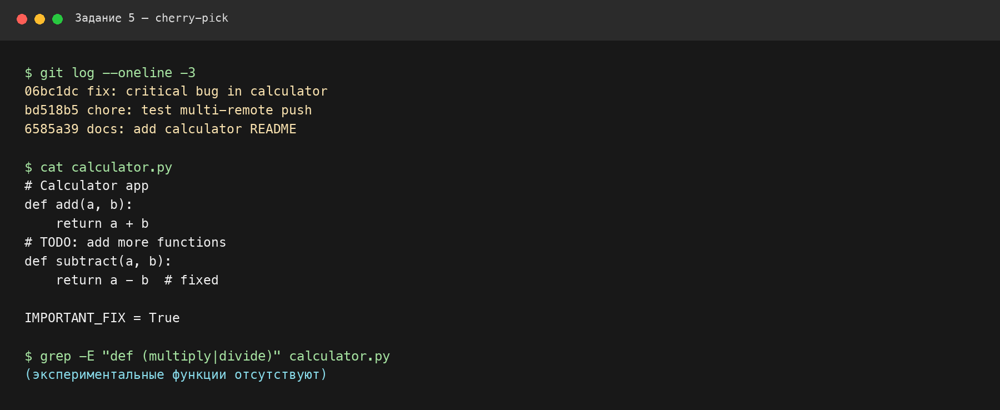 Задание 5 — cherry-pick
$ git log --oneline -3
06bc1dc fix: critical bug in calculator
bd518b5 chore: test multi-remote push
6585a39 docs: add calculator README
$ cat calculator.py
# Calculator app
def add(a, b):
    return a + b
# TODO: add more functions
def subtract(a, b):
    return a - b  # fixed
IMPORTANT_FIX = True
$ grep -E "def (multiply|divide)" calculator.py
(экспериментальные функции отсутствуют)